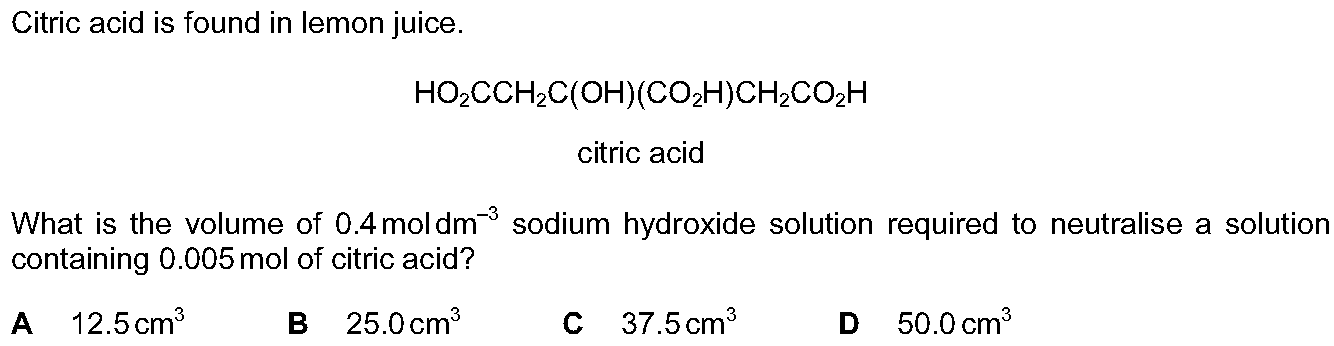 Citric acid is found in lemon juice.
HO₂CCH₂C(OH)(CO₂H)CH₂CO₂H
citric acid
What is the volume of 0.4 mol dm⁻³ sodium hydroxide solution required to neutralise a solution
containing 0.005 mol of citric acid?
A 12.5 cm³ B 25.0 cm³ C 37.5 cm³ D 50.0 cm³